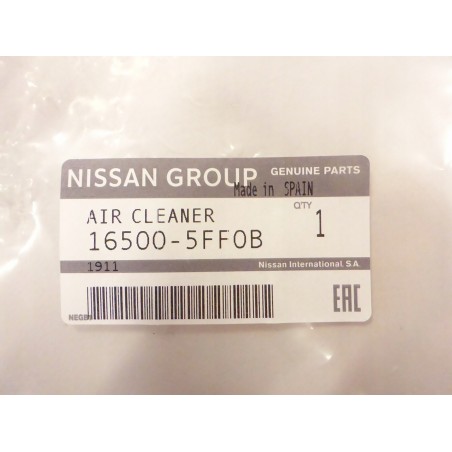 NISSAN GROUP GENUINE PARTS
Made in SPAIN
AIR CLEANER QTY
16500-5FF0B 1
1911 Nissan International S.A.
EAC